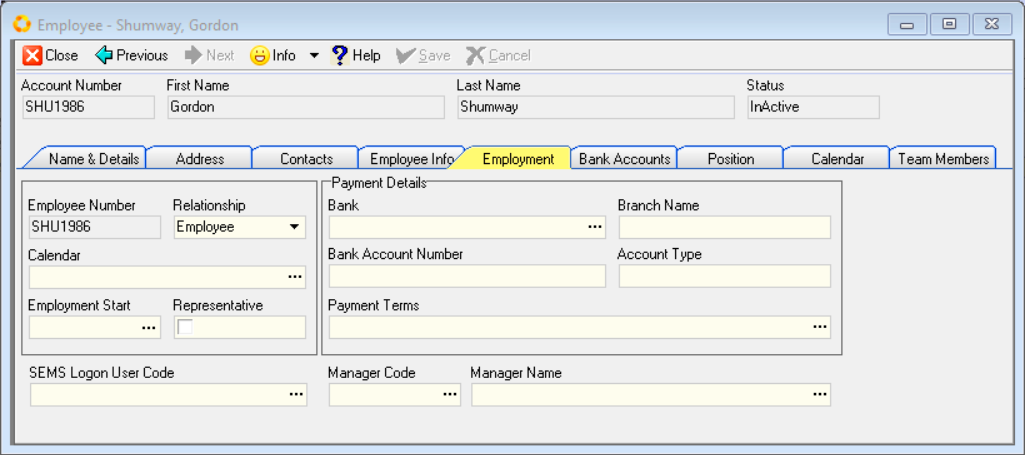 Employee - Shumway, Gordon
Close Previous Next Info Help Save Cancel
Account Number First Name Last Name Status
SHU1986 Gordon Shumway InActive
Name & Details Address Contacts Employee Info Employment Bank Accounts Position Calendar Team Members
Payment Details
Employee Number Relationship Bank Branch Name
SHU1986 Employee ...
Calendar Bank Account Number Account Type
...
Employment Start Representative Payment Terms
... ...
SEMS Logon User Code Manager Code Manager Name
... ... ...